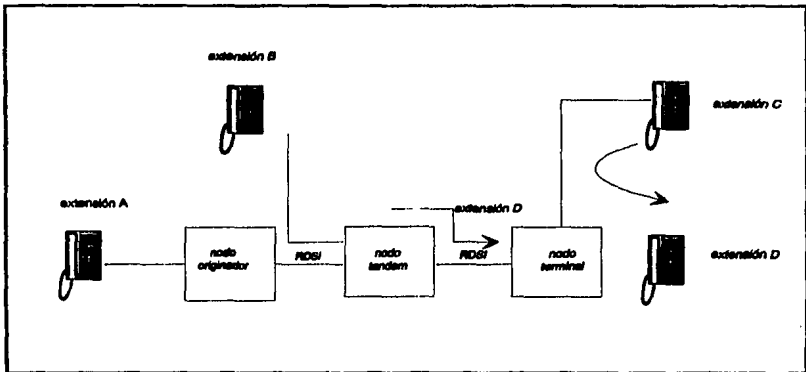 extensión B
extensión C
extensión A
extensión D
nodo
originador
RDSI
nodo
tandem
RDSI
nodo
terminal
extensión D